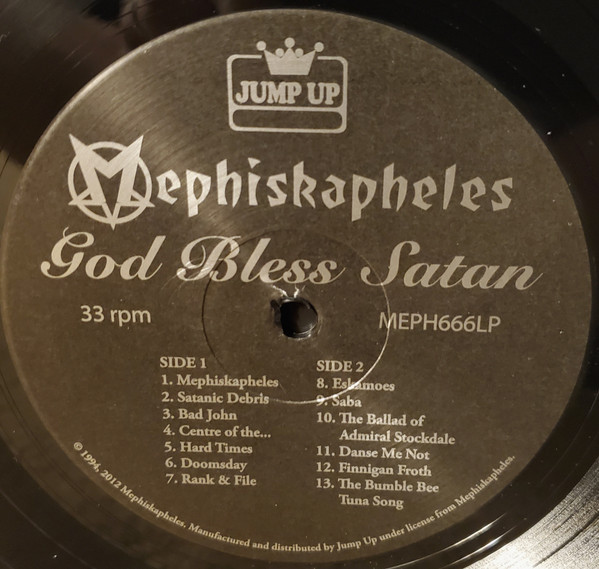 JUMP UP
Mephiskapheles
God Bless Satan
33 rpm
MEPH666LP
SIDE 1
1. Mephiskapheles
2. Satanic Debris
3. Bad John
4. Centre of the...
5. Hard Times
6. Doomsday
7. Rank & File
SIDE 2
8. Eskamoes
9. Saba
10. The Ballad of
Admiral Stockdale
11. Danse Me Not
12. Finnigan Froth
13. The Bumble Bee
Tuna Song
© 1994, 2012 Mephiskapheles. Manufactured and distributed by Jump Up under license from Mephiskapheles.